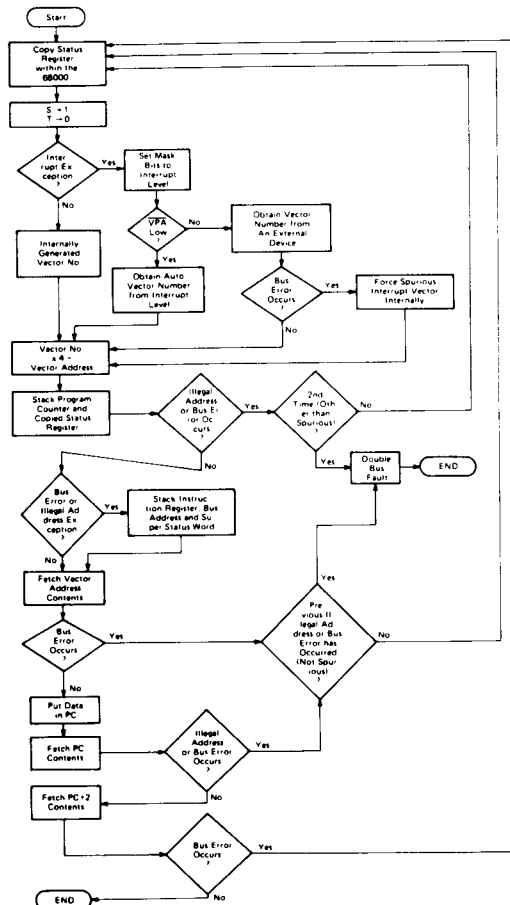 Start
Copy Status
Register
within the
68000
S → 1
T → 0
Inter
rupt Ex
ception
?
Yes
No
Set Mask
Bits to
Interrupt
Level
VPA
Low
?
No
Yes
Obtain Vector
Number from
An External
Device
Internally
Generated
Vector No
Obtain Auto
Vector Number
from Interrupt
Level
Bus
Error
Occurs
?
Yes
No
Force Spurious
Interrupt Vector
Internally
Vector No
x 4 =
Vector Address
Stack Program
Counter and
Copied Status
Register
Illegal
Address
or Bus Er
ror Oc
curs
?
Yes
No
2nd
Time (Oth
er than
Spurious)
?
No
Yes
Double
Bus
Fault
END
Bus
Error or
Illegal Ad
dress Ex
ception
?
Yes
No
Stack Instruc
tion Register, Bus
Address and Su
per Status Word
Fetch Vector
Address
Contents
Bus
Error
Occurs
?
Yes
No
Pre
vious Il
legal Ad
dress or Bus
Error has
Occurred
(Not Spur
ious)
?
Yes
No
Put Data
in PC
Fetch PC
Contents
Illegal
Address
or Bus Error
Occurs
?
Yes
No
Fetch PC+2
Contents
Bus Error
Occurs
?
Yes
No
END